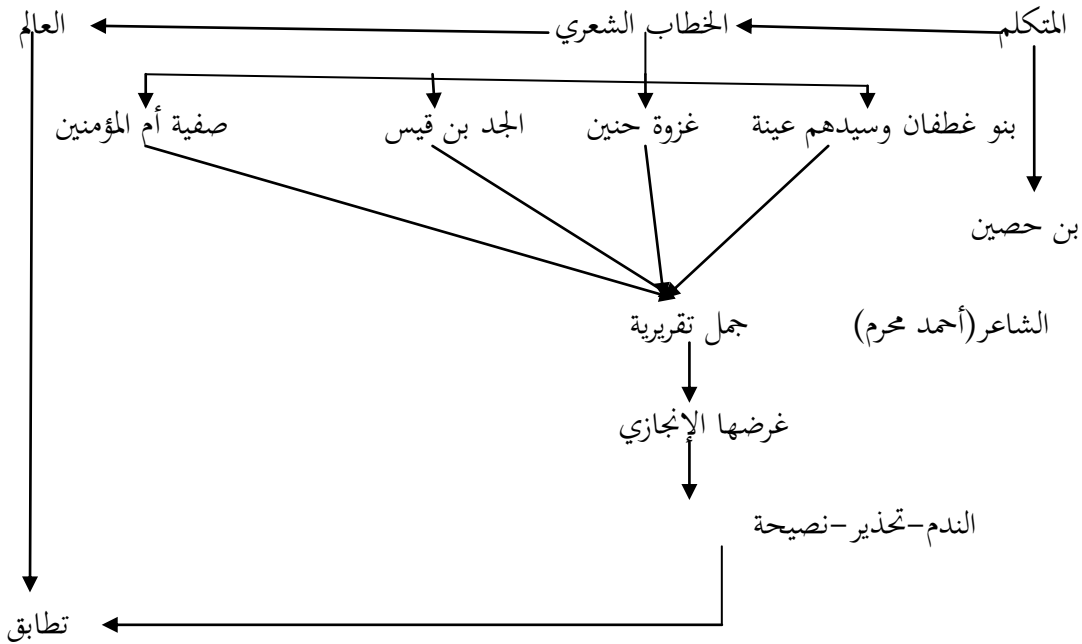 المتكلم الخطاب الشعري العالم
بنو غطفان وسيدهم عينة غزوة حنين الجد بن قيس صفية أم المؤمنين
بن حصين
الشاعر(أحمد محرم) جمل تقريرية
غرضها الإنجازي
الندم-تحذير-نصيحة
تطابق